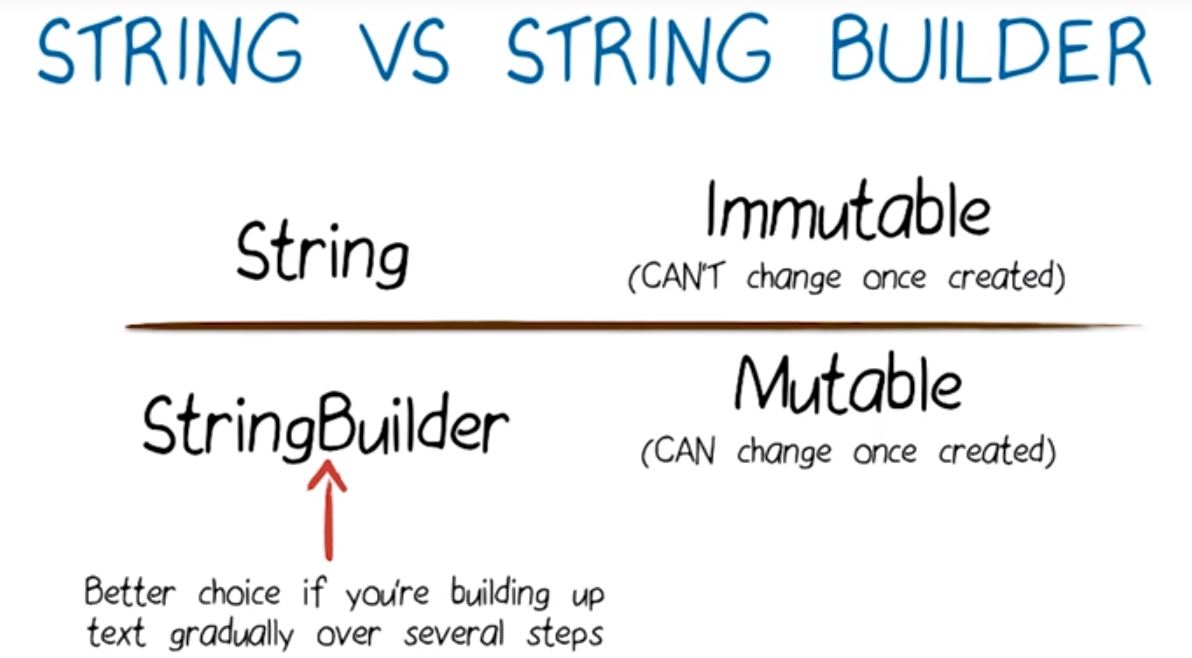 STRING VS STRING BUILDER
String
Immutable
(CAN'T change once created)
StringBuilder
Mutable
(CAN change once created)
Better choice if you're building up
text gradually over several steps